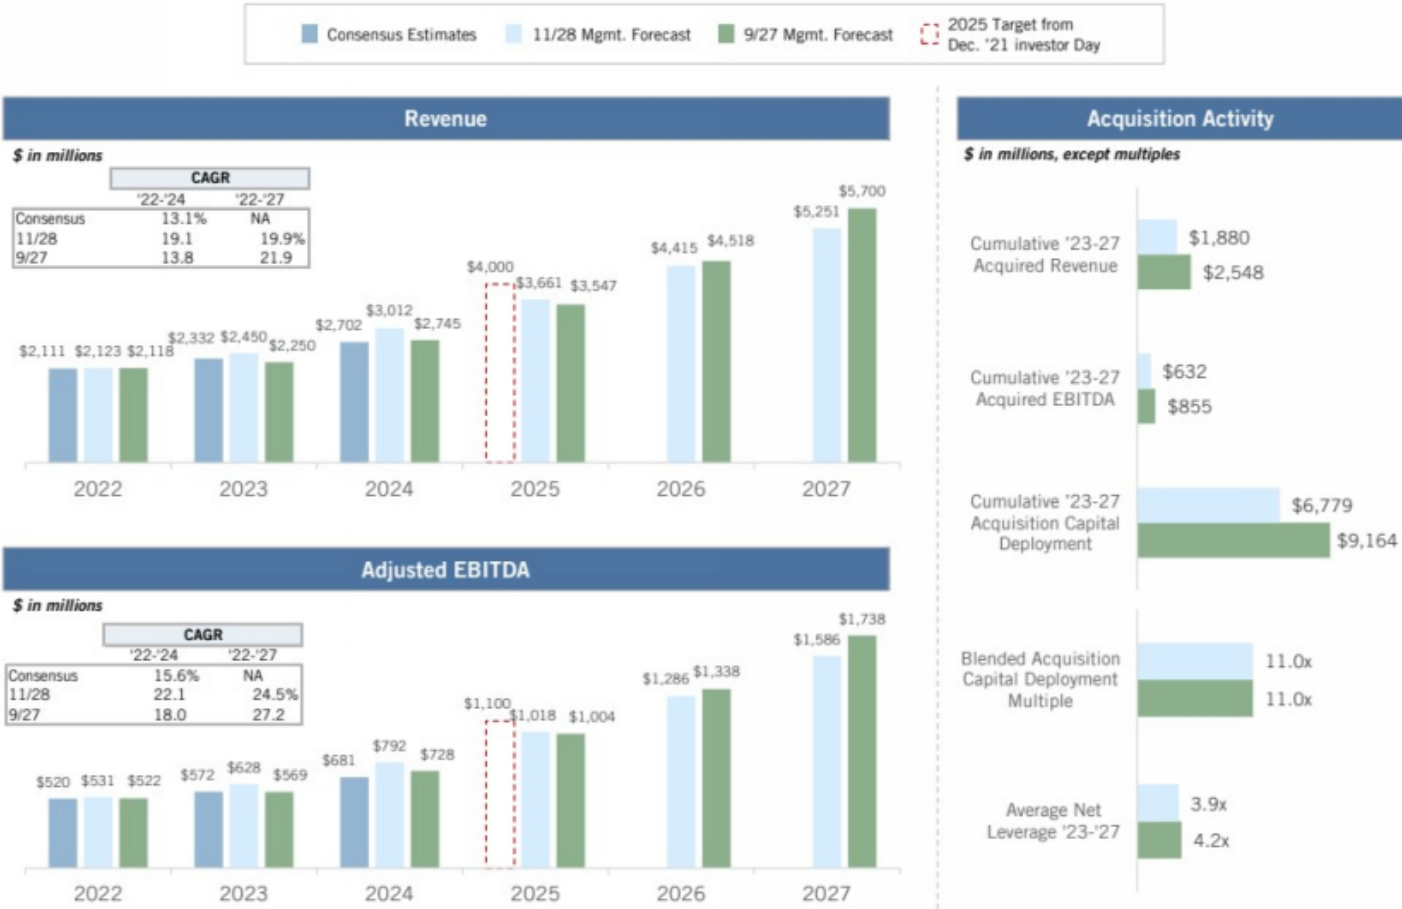 Consensus Estimates 11/28 Mgmt. Forecast 9/27 Mgmt. Forecast 2025 Target from
Dec. '21 investor Day
Revenue
$ in millions
CAGR
'22-'24 '22-'27
Consensus 13.1% NA
11/28 19.1 19.9%
9/27 13.8 21.9
$2,111 $2,123 $2,118
$2,332 $2,450 $2,250
$2,702 $3,012 $2,745
$4,000 $3,661 $3,547
$4,415 $4,518
$5,251 $5,700
2022 2023 2024 2025 2026 2027
Adjusted EBITDA
$ in millions
CAGR
'22-'24 '22-'27
Consensus 15.6% NA
11/28 22.1 24.5%
9/27 18.0 27.2
$520 $531 $522
$572 $628 $569
$681 $792 $728
$1,100 $1,018 $1,004
$1,286 $1,338
$1,586 $1,738
2022 2023 2024 2025 2026 2027
Acquisition Activity
$ in millions, except multiples
Cumulative '23-27
Acquired Revenue
$1,880
$2,548
Cumulative '23-27
Acquired EBITDA
$632
$855
Cumulative '23-27
Acquisition Capital
Deployment
$6,779
$9,164
Blended Acquisition
Capital Deployment
Multiple
11.0x
11.0x
Average Net
Leverage '23-'27
3.9x
4.2x